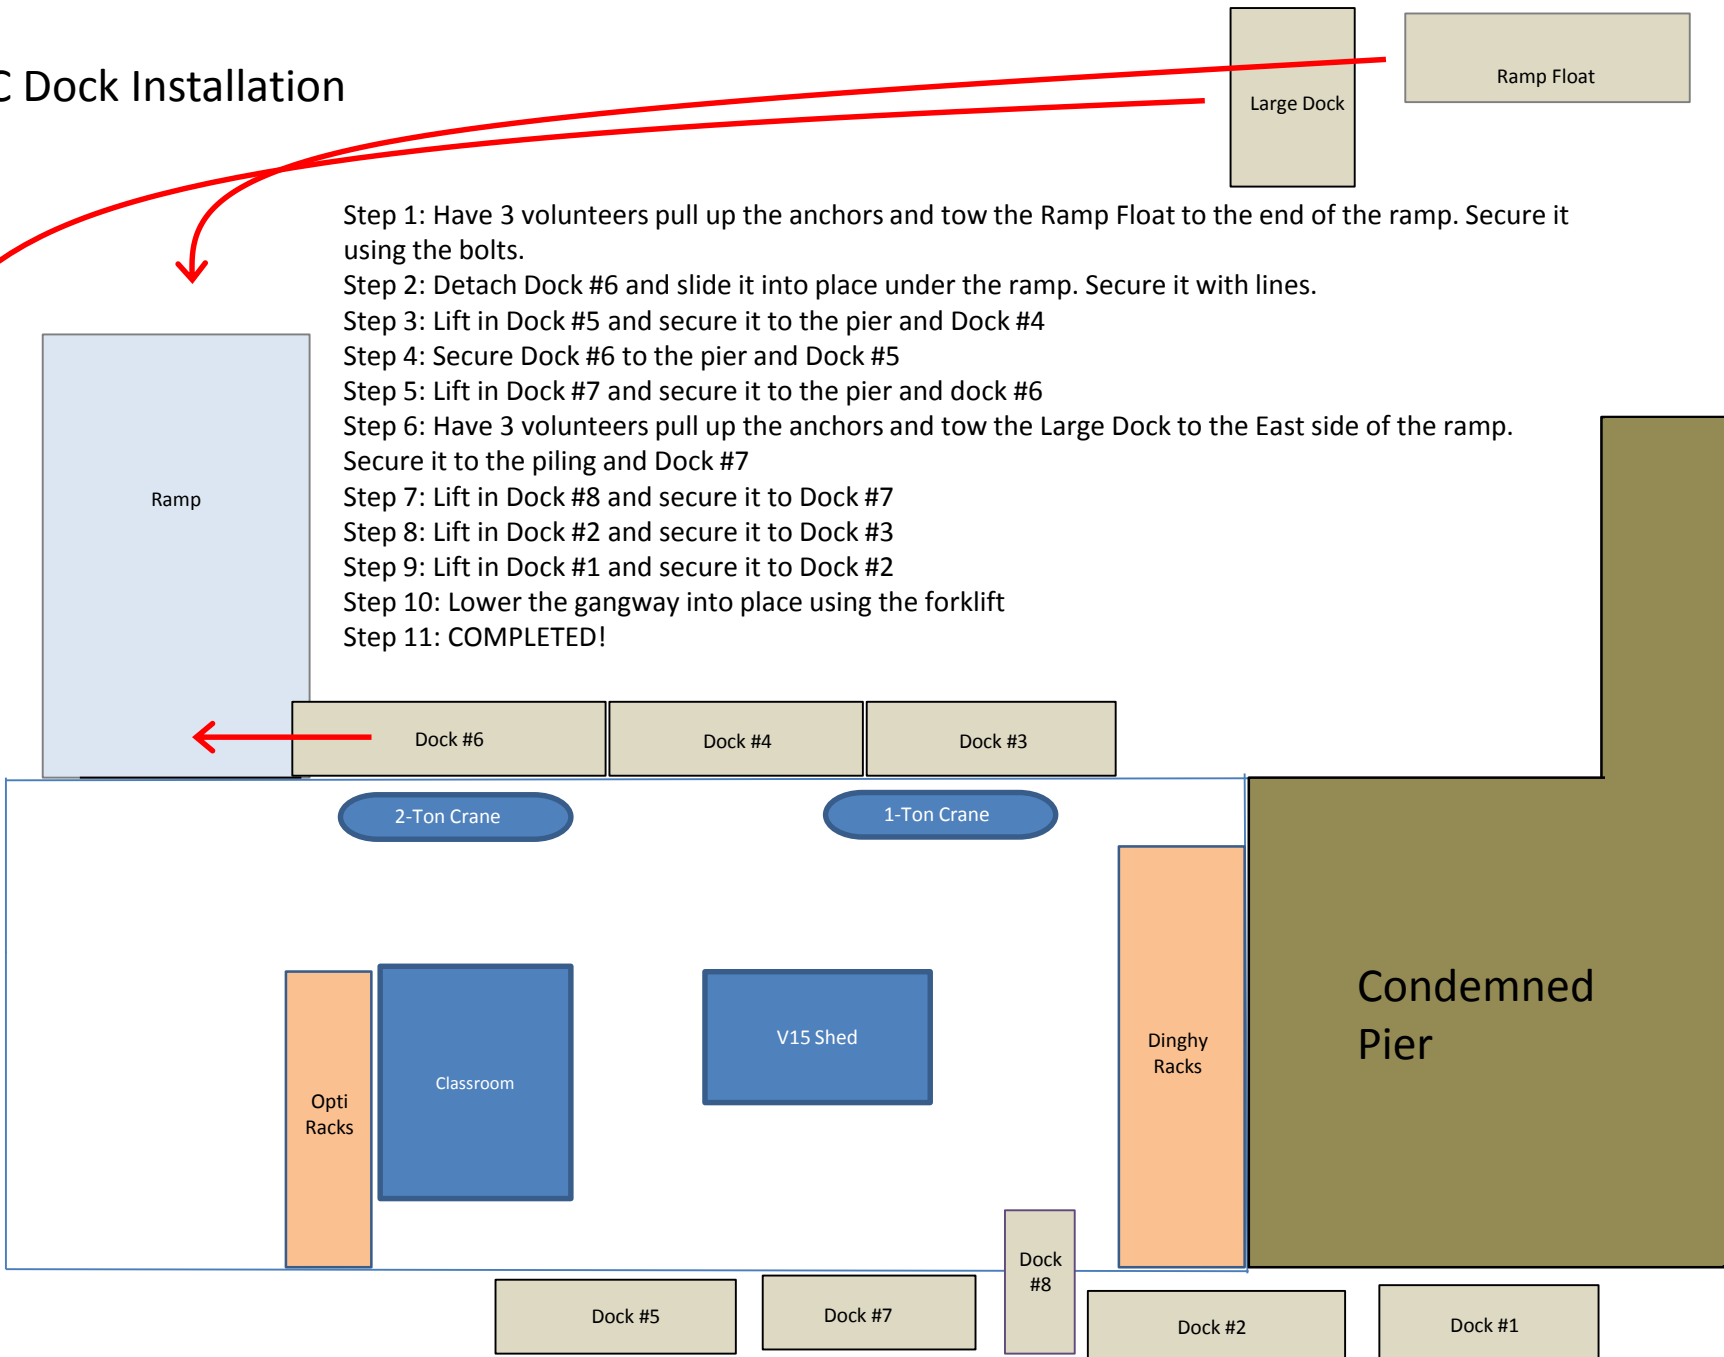 C Dock Installation
Large Dock
Ramp Float
Step 1: Have 3 volunteers pull up the anchors and tow the Ramp Float to the end of the ramp. Secure it
using the bolts.
Step 2: Detach Dock #6 and slide it into place under the ramp. Secure it with lines.
Step 3: Lift in Dock #5 and secure it to the pier and Dock #4
Step 4: Secure Dock #6 to the pier and Dock #5
Step 5: Lift in Dock #7 and secure it to the pier and dock #6
Step 6: Have 3 volunteers pull up the anchors and tow the Large Dock to the East side of the ramp.
Secure it to the piling and Dock #7
Step 7: Lift in Dock #8 and secure it to Dock #7
Step 8: Lift in Dock #2 and secure it to Dock #3
Step 9: Lift in Dock #1 and secure it to Dock #2
Step 10: Lower the gangway into place using the forklift
Step 11: COMPLETED!
Ramp
Dock #6
Dock #4
Dock #3
2-Ton Crane
1-Ton Crane
Opti
Racks
Classroom
V15 Shed
Dinghy
Racks
Condemned
Pier
Dock
#8
Dock #5
Dock #7
Dock #2
Dock #1